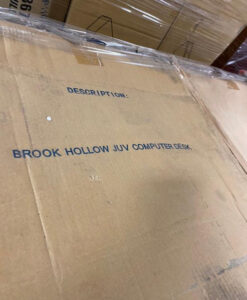 DESCRIPTION:
BROOK HOLLOW JUV COMPUTER DESK